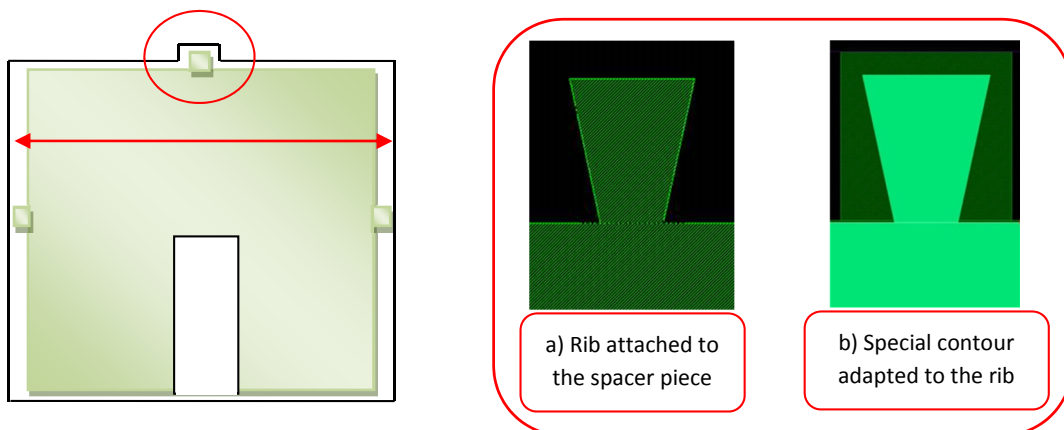 a) Rib attached to
the spacer piece
b) Special contour
adapted to the rib